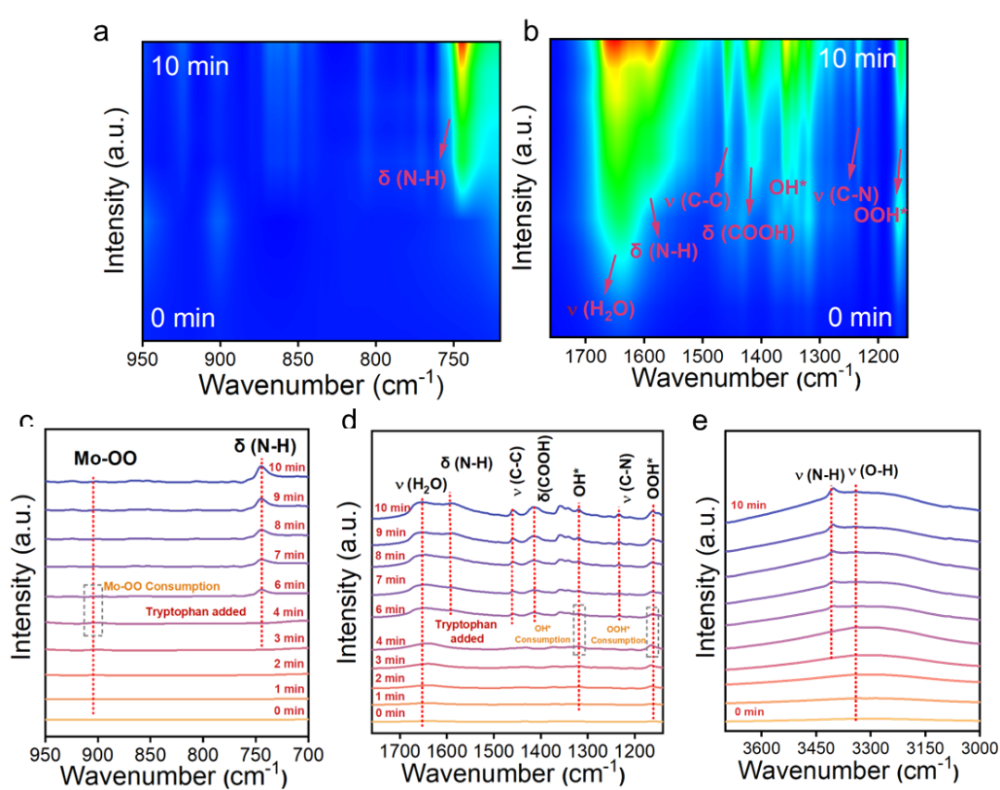 a
10 min
δ (N-H)
0 min
Intensity (a.u.)
950
900
850
800
750
Wavenumber (cm-1)
b
10 min
ν (C-C)
OH*
ν (C-N)
OOH*
δ (COOH)
δ (N-H)
ν (H2O)
0 min
Intensity (a.u.)
1700
1600
1500
1400
1300
1200
Wavenumber (cm-1)
c
Mo-OO
δ (N-H)
10 min
9 min
8 min
7 min
6 min
Mo-OO Consumption
Tryptophan added
4 min
3 min
2 min
1 min
0 min
Intensity (a.u.)
950
900
850
800
750
700
Wavenumber (cm-1)
d
ν (H2O)
δ (N-H)
ν (C-C)
δ(COOH)
OH*
ν (C-N)
OOH*
10 min
9 min
8 min
7 min
6 min
Tryptophan
added
OH*
Consumption
OOH*
Consumption
4 min
3 min
2 min
1 min
0 min
Intensity (a.u.)
1700
1600
1500
1400
1300
1200
Wavenumber (cm-1)
e
ν (N-H)
ν (O-H)
10 min
0 min
Intensity (a.u.)
3600
3450
3300
3150
3000
Wavenumber (cm-1)